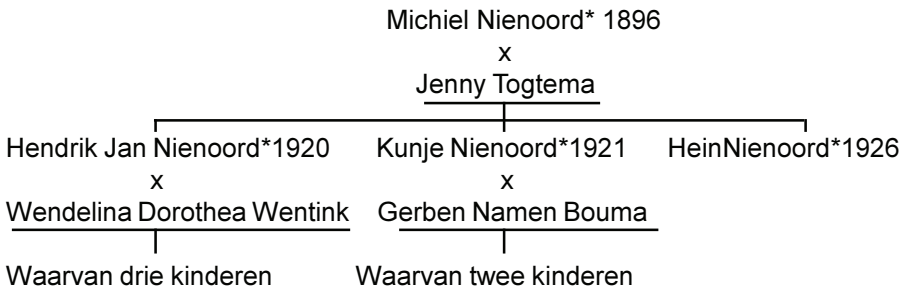 Michiel Nienoord* 1896
x
Jenny Togtema
Hendrik Jan Nienoord*1920 Kunje Nienoord*1921 HeinNienoord*1926
x x
Wendelina Dorothea Wentink Gerben Namen Bouma
Waarvan drie kinderen Waarvan twee kinderen